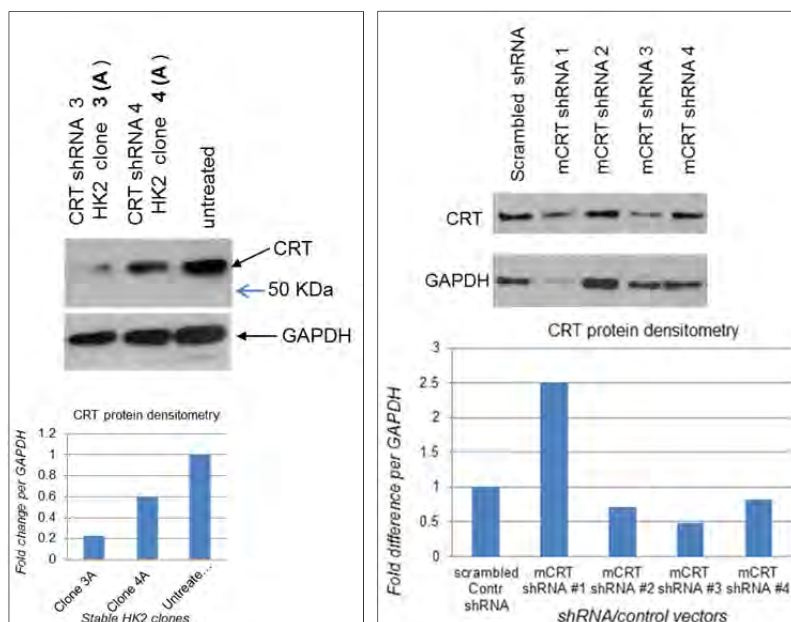 CRT shRNA 3
HK2 clone 3 (A )
CRT shRNA 4
HK2 clone 4 (A)
untreated
CRT
50 KDa
GAPDH
CRT protein densitometry
Fold change per GAPDH
1.2
1
0.8
0.6
0.4
0.2
0
Clone 3A
Clone 4A
Untreate...
Stable HK2 clones
Scrambled shRNA
mCRT shRNA 1
mCRT shRNA 2
mCRT shRNA 3
mCRT shRNA 4
CRT
GAPDH
CRT protein densitometry
Fold difference per GAPDH
3
2.5
2
1.5
1
0.5
0
scrambled
Contr
shRNA
mCRT
shRNA #1
mCRT
shRNA #2
mCRT
shRNA #3
mCRT
shRNA #4
shRNA/control vectors